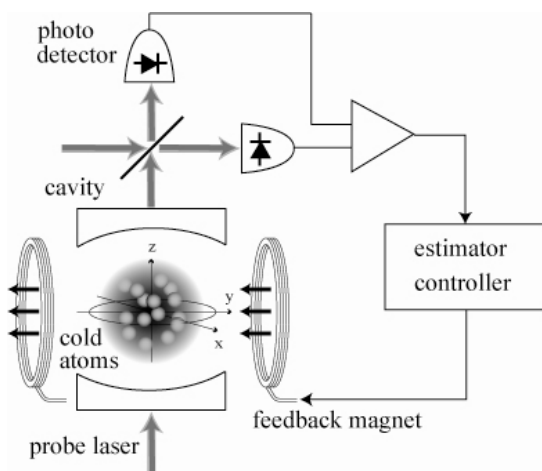 photo
detector
cavity
z
y
x
cold
atoms
estimator
controller
feedback magnet
probe laser